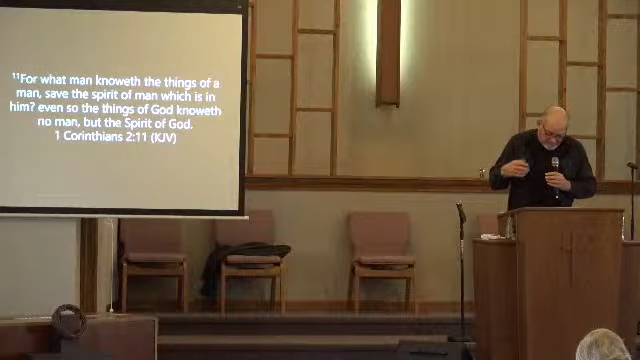 ¹¹For what man knoweth the things of a
man, save the spirit of man which is in
him? even so the things of God knoweth
no man, but the Spirit of God.
1 Corinthians 2:11 (KJV)